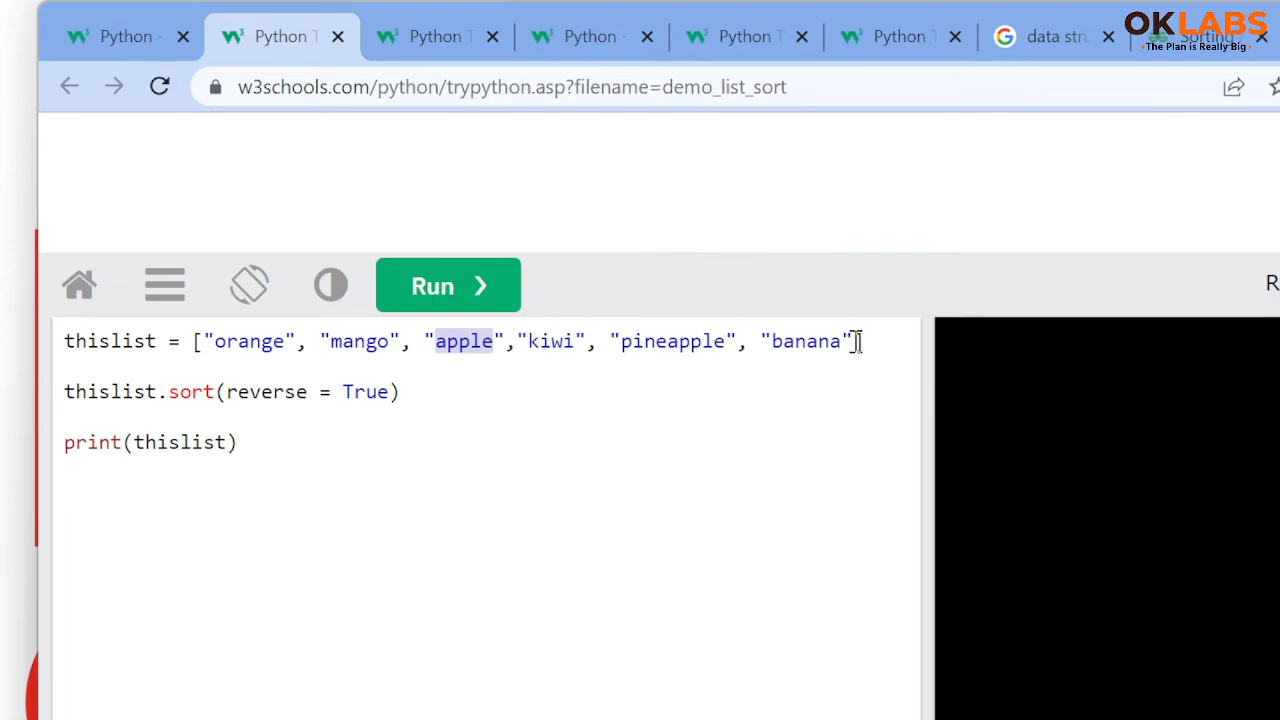 OKLABS
The Plan is Really Big
Python -
Python T
Python T
Python -
Python T
Python T
data stru
Sorting
w3schools.com/python/trypython.asp?filename=demo_list_sort
Run ❯
R
thislist = ["orange", "mango", "apple","kiwi", "pineapple", "banana"]
thislist.sort(reverse = True)
print(thislist)